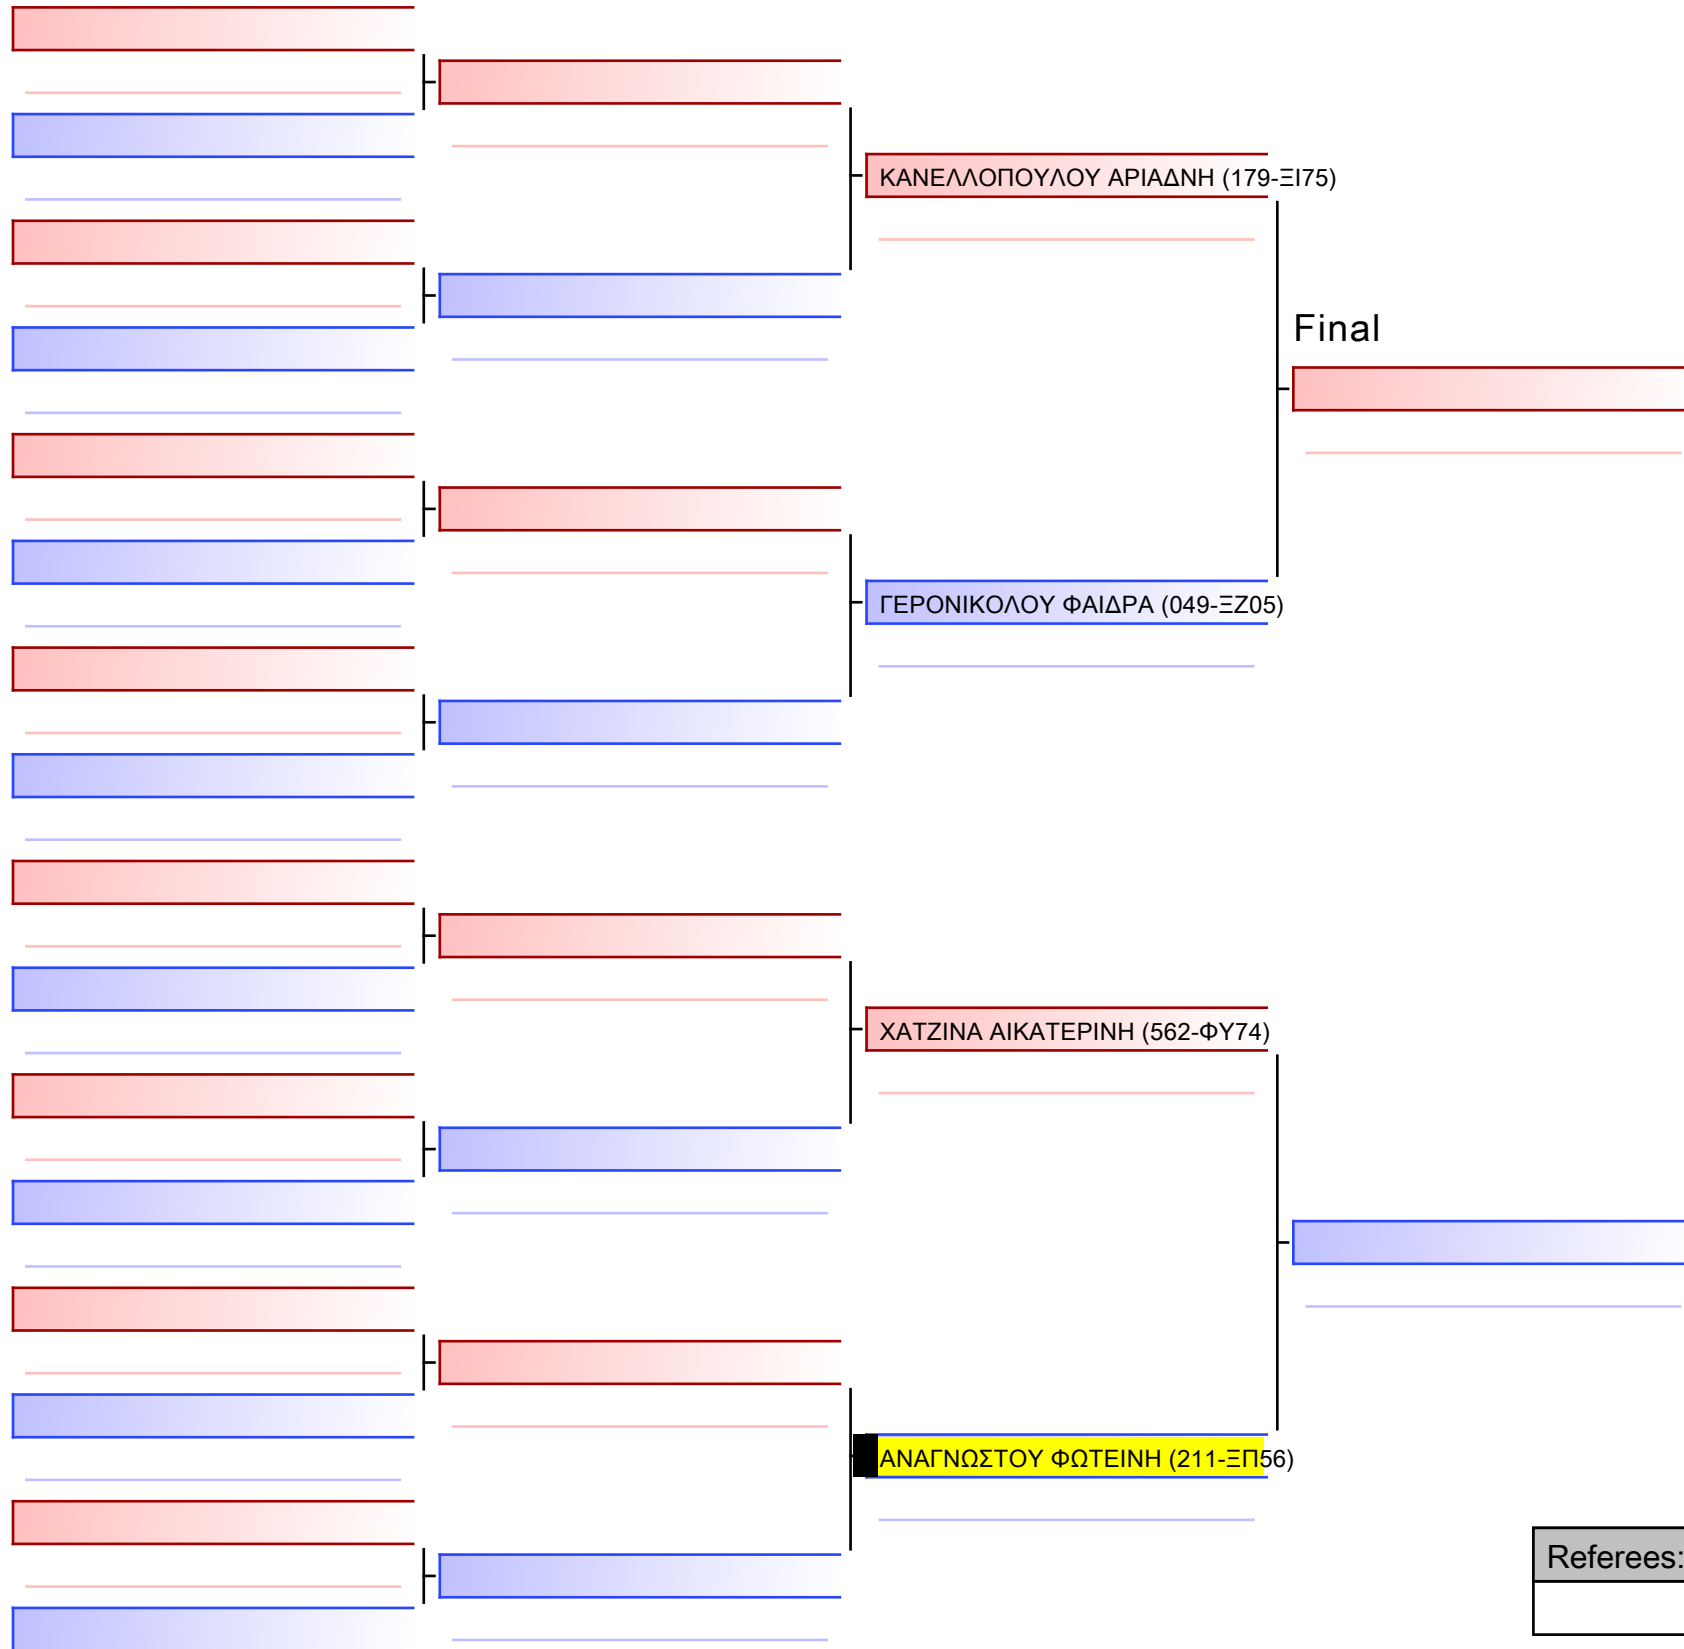 ΚΑΝΕΛΛΟΠΟΥΛΟΥ ΑΡΙΑΔΝΗ (179-ΞΙ75)
Final
ΓΕΡΟΝΙΚΟΛΟΥ ΦΑΙΔΡΑ (049-ΞΖ05)
ΧΑΤΖΙΝΑ ΑΙΚΑΤΕΡΙΝΗ (562-ΦΥ74)
ΑΝΑΓΝΩΣΤΟΥ ΦΩΤΕΙΝΗ (211-ΞΠ56)
Referees: